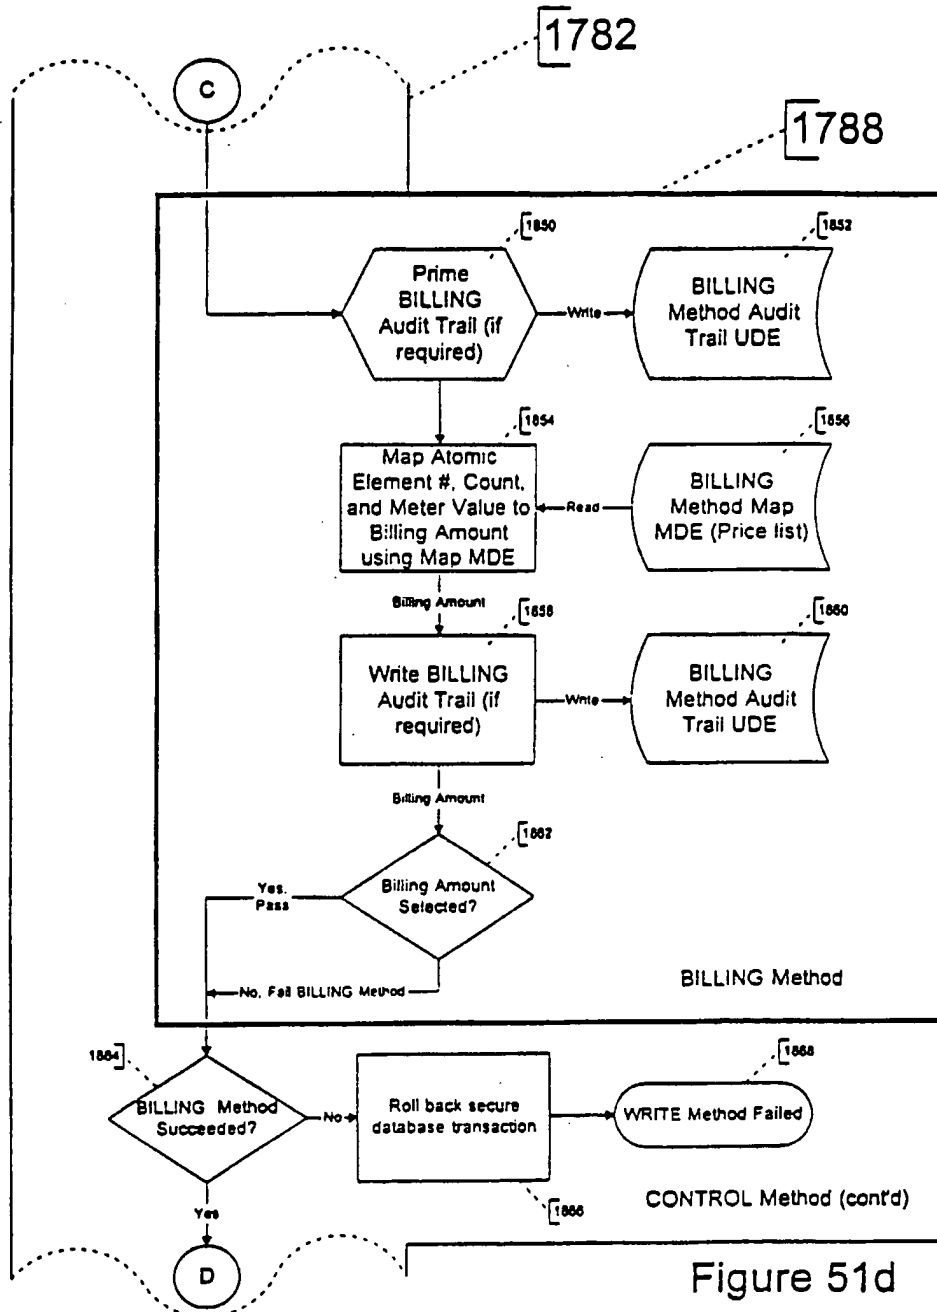 1782
C
1788
1850
1852
Prime
BILLING
Audit Trail (if
required)
Write
BILLING
Method Audit
Trail UDE
1854
1856
Map Atomic
Element #, Count,
and Meter Value to
Billing Amount
using Map MDE
Read
BILLING
Method Map
MDE (Price list)
Billing Amount
1858
1860
Write BILLING
Audit Trail (if
required)
Write
BILLING
Method Audit
Trail UDE
Billing Amount
1862
Yes,
Pass
Billing Amount
Selected?
No, Fail BILLING Method
BILLING Method
1864
1868
BILLING Method
Succeeded?
No
Roll back secure
database transaction
WRITE Method Failed
1866
CONTROL Method (cont'd)
Yes
D
Figure 51d